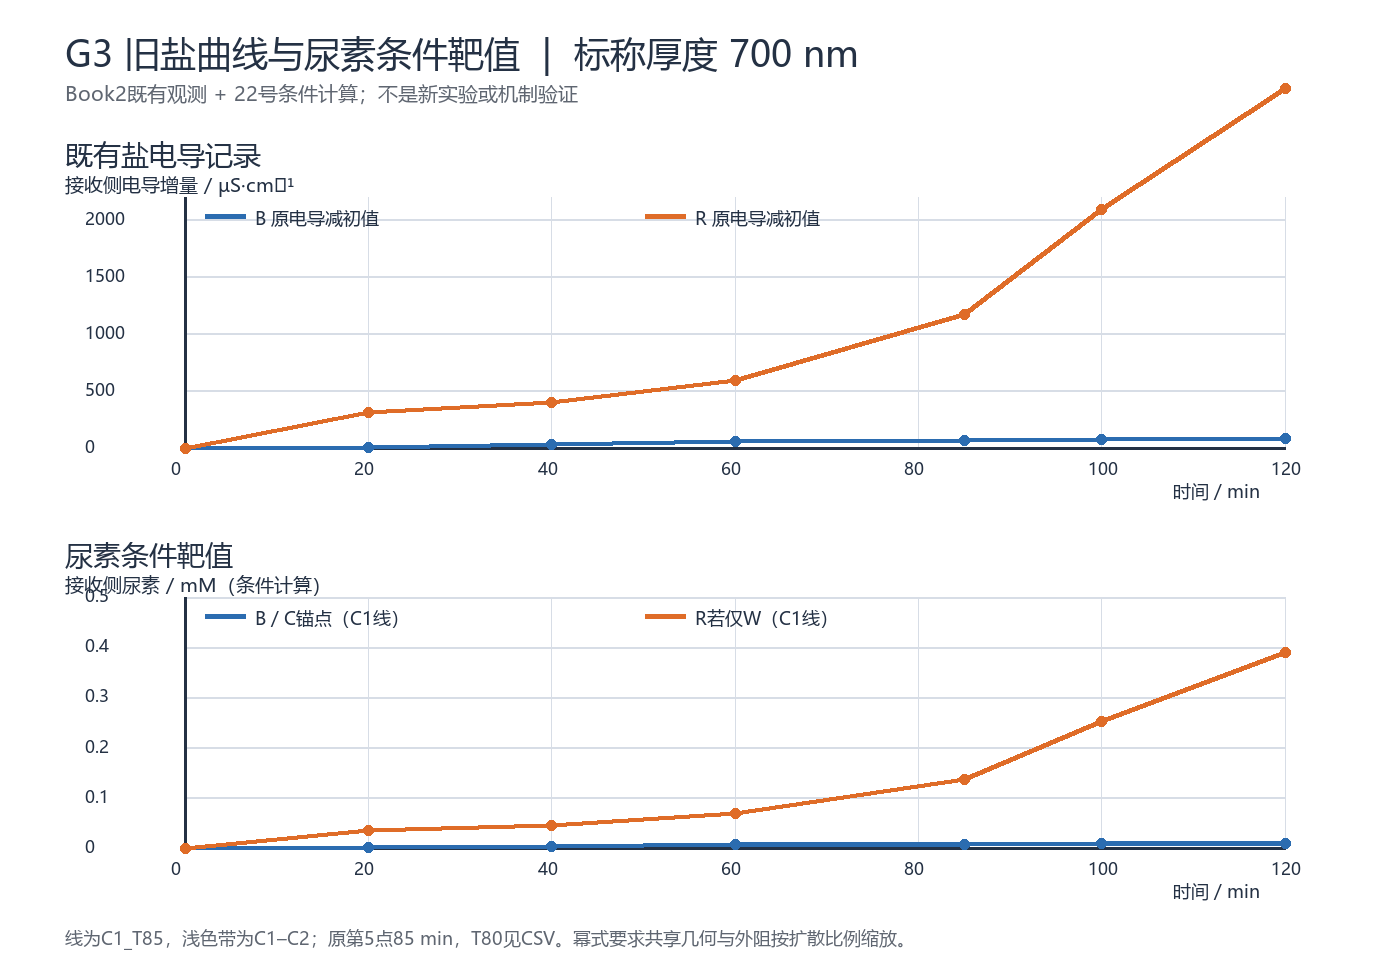 G3 旧盐曲线与尿素条件靶值 | 标称厚度 700 nm
Book2既有观测 + 22号条件计算；不是新实验或机制验证
既有盐电导记录
接收侧电导增量 / µS·cm□¹
B 原电导减初值
R 原电导减初值
2000
1500
1000
500
0
0 20 40 60 80 100 120
时间 / min
尿素条件靶值
接收侧尿素 / mM（条件计算）
0.5
B / C锚点（C1线）
R若仅W（C1线）
0.4
0.3
0.2
0.1
0
0 20 40 60 80 100 120
时间 / min
线为C1_T85，浅色带为C1–C2；原第5点85 min，T80见CSV。幂式要求共享几何与外阻按扩散比例缩放。